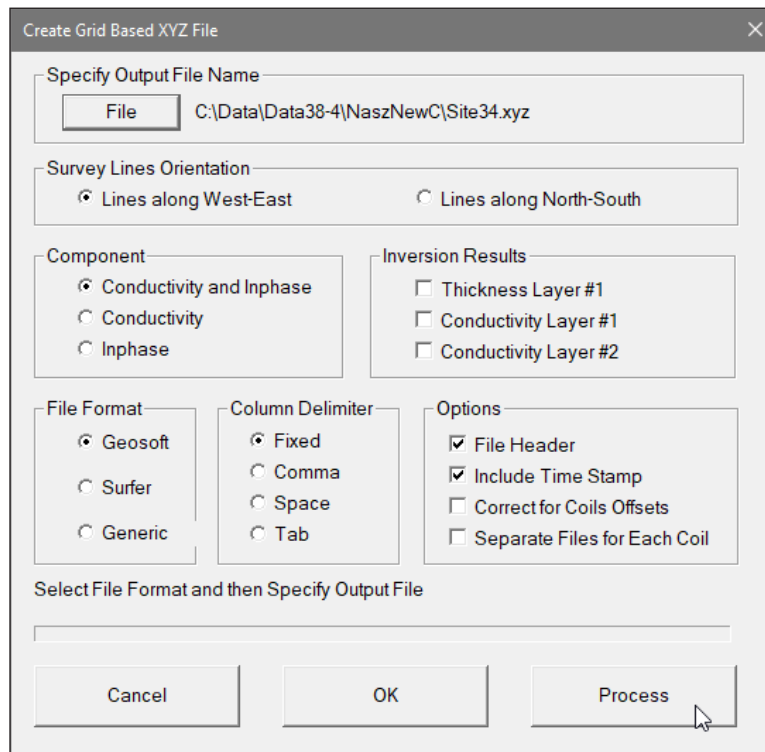 Create Grid Based XYZ File
Specify Output File Name
File C:\Data\Data38-4\NaszNewC\Site34.xyz
Survey Lines Orientation
Lines along West-East Lines along North-South
Component
Conductivity and Inphase
Conductivity
Inphase
Inversion Results
Thickness Layer #1
Conductivity Layer #1
Conductivity Layer #2
File Format
Geosoft
Surfer
Generic
Column Delimiter
Fixed
Comma
Space
Tab
Options
File Header
Include Time Stamp
Correct for Coils Offsets
Separate Files for Each Coil
Select File Format and then Specify Output File
Cancel OK Process